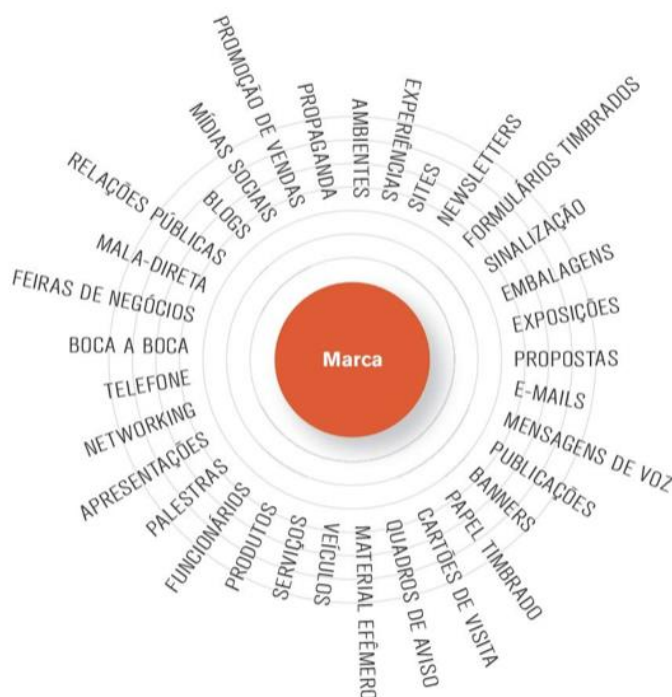 AMBIENTES
EXPERIÊNCIAS
SITES
NEWSLETTERS
FORMULÁRIOS TIMBRADOS
SINALIZAÇÃO
EMBALAGENS
EXPOSIÇÕES
PROPOSTAS
E-MAILS
MENSAGENS DE VOZ
PUBLICAÇÕES
BANNERS
PAPEL TIMBRADO
CARTÕES DE VISITA
QUADROS DE AVISO
MATERIAL EFÊMERO
VEÍCULOS
SERVIÇOS
PRODUTOS
FUNCIONÁRIOS
PALESTRAS
APRESENTAÇÕES
NETWORKING
TELEFONE
BOCA A BOCA
FEIRAS DE NEGÓCIOS
MALA-DIRETA
RELAÇÕES PÚBLICAS
BLOGS
MÍDIAS SOCIAIS
PROMOÇÃO DE VENDAS
PROPAGANDA
Marca